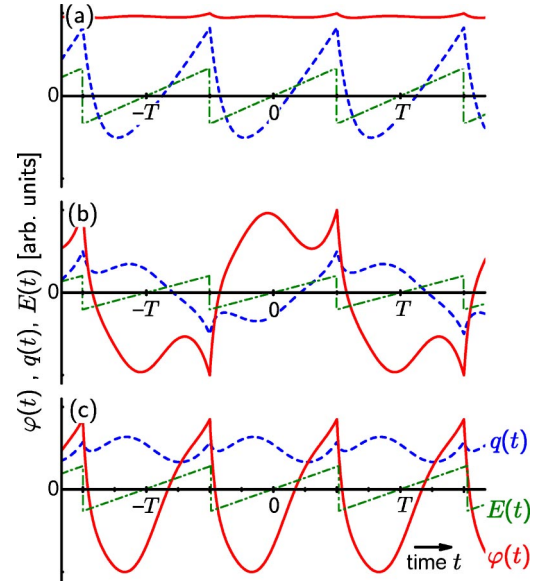 φ(t) , q(t), E(t) [arb. units]
(a)
0
–T 0 T
(b)
0
–T 0 T
(c)
q(t)
0
–T 0 T
E(t)
time t
φ(t)